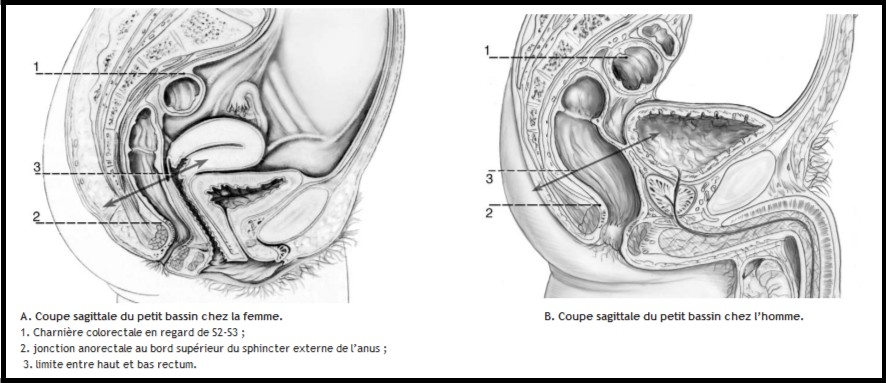 1
3
2
1
3
2
A. Coupe sagittale du petit bassin chez la femme.
1. Charnière colorectale en regard de S2-S3 ;
2. jonction anorectale au bord supérieur du sphincter externe de l'anus ;
3. limite entre haut et bas rectum.
B. Coupe sagittale du petit bassin chez l'homme.